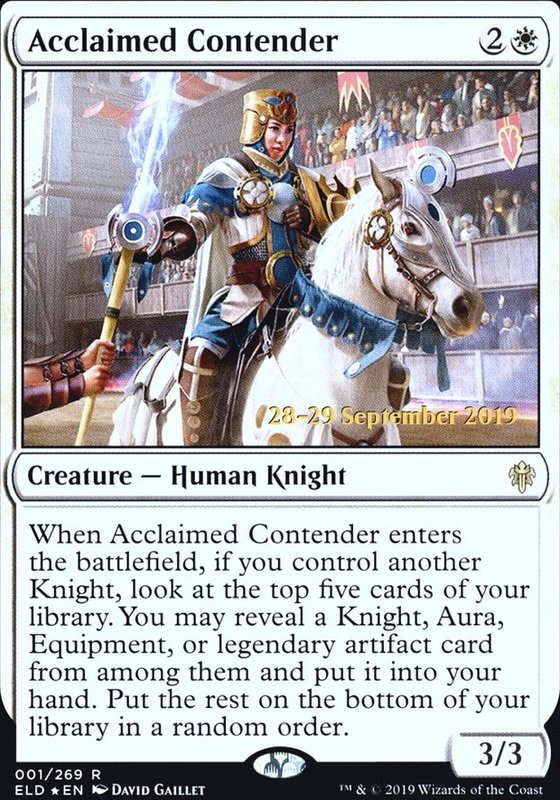 Acclaimed Contender 2
28-29 September 2019
Creature — Human Knight
When Acclaimed Contender enters
the battlefield, if you control another
Knight, look at the top five cards of your
library. You may reveal a Knight, Aura,
Equipment, or legendary artifact card
from among them and put it into your
hand. Put the rest on the bottom of your
library in a random order.
3/3
001/269 R
ELD ★ EN David Gaillet
™ & © 2019 Wizards of the Coast